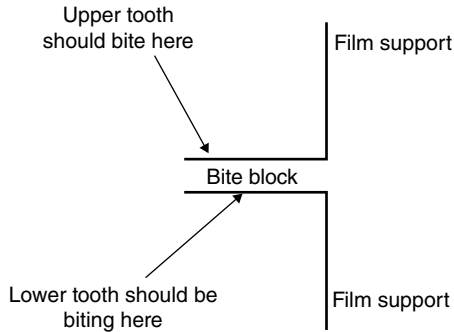 Upper tooth
should bite here
Film support
Bite block
Lower tooth should be
biting here
Film support